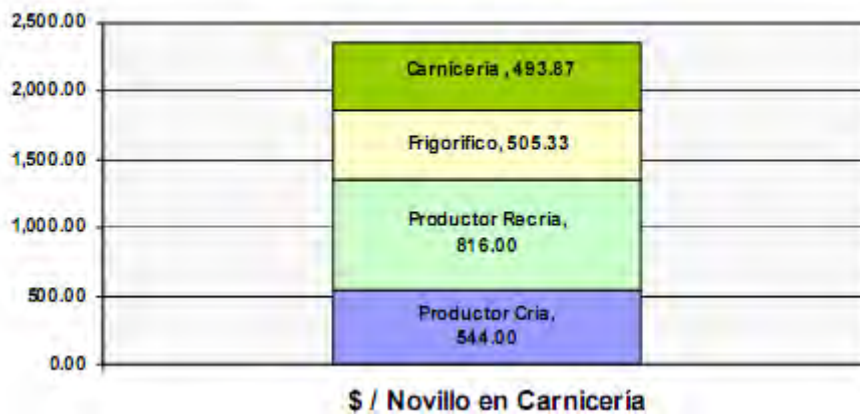 2,500.00
2,000.00
1,500.00
1,000.00
500.00
0.00
Carniceria , 493.87
Frigorifico, 505.33
Productor Recria,
816.00
Productor Cria,
544.00
$ / Novillo en Carnicería